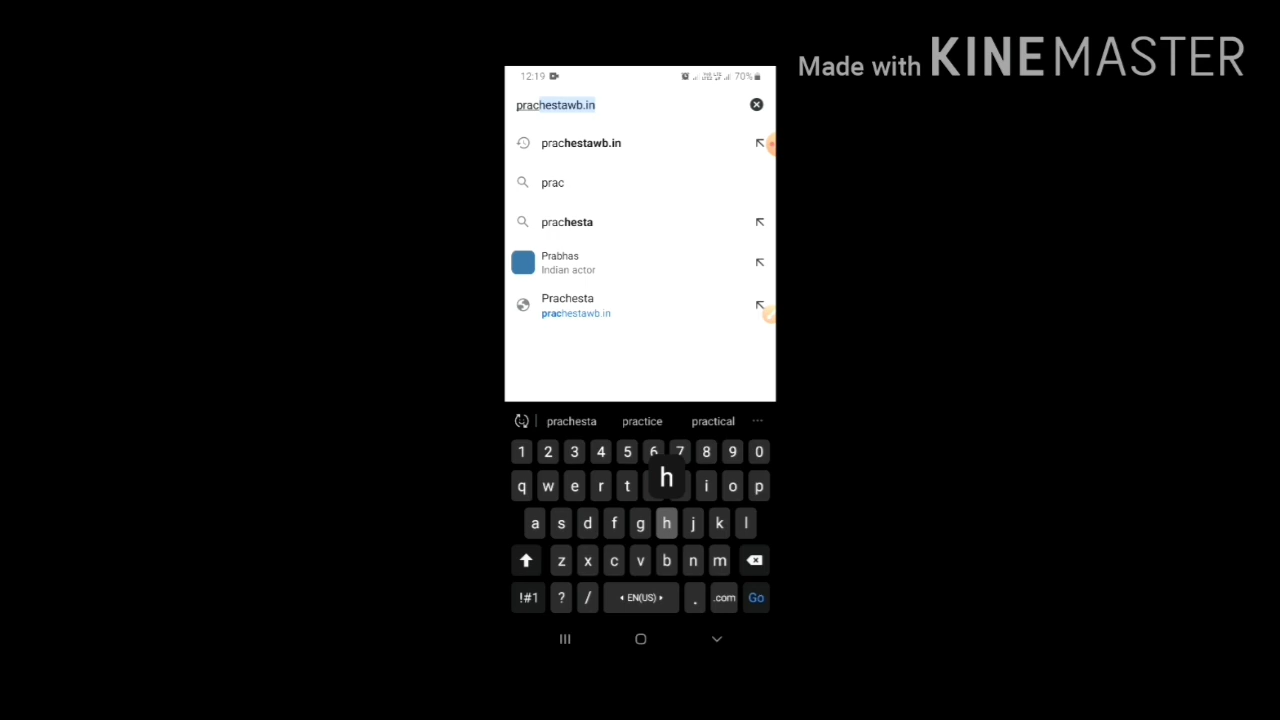 Made with KINEMASTER
12:19 70%
prachestawb.in
prachestawb.in
prac
prachesta
Prabhas
Indian actor
Prachesta
prachestawb.in
prachesta practice practical
1 2 3 4 5 6 7 8 9 0
q w e r t h i o p
a s d f g h j k l
z x c v b n m
!#1 ? / EN(US) . .com Go